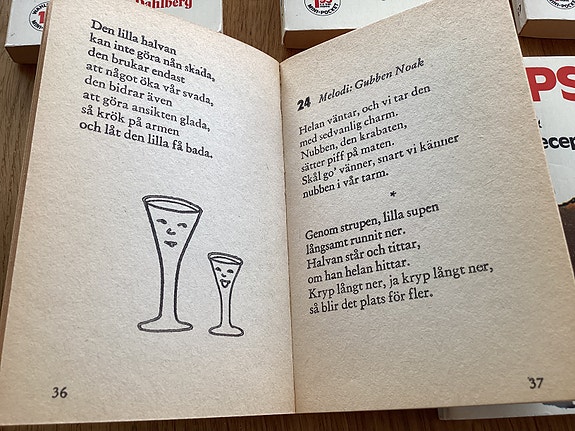 Dahlberg
MINI-POCKET
Den lilla halvan
kan inte göra nån skada,
den brukar endast
att något öka vår svada,
den bidrar även
att göra ansikten glada,
så krök på armen
och låt den lilla få bada.
36
24 Melodi: Gubben Noak
Helan väntar, och vi tar den
med sedvanlig charm.
Nubben, den krabaten,
sätter piff på maten.
Skål go' vänner, snart vi känner
nubben i vår tarm.
*
Genom strupen, lilla supen
långsamt runnit ner.
Halvan står och tittar,
om han helan hittar.
Kryp långt ner, ja kryp långt ner,
så blir det plats för fler.
37
PS